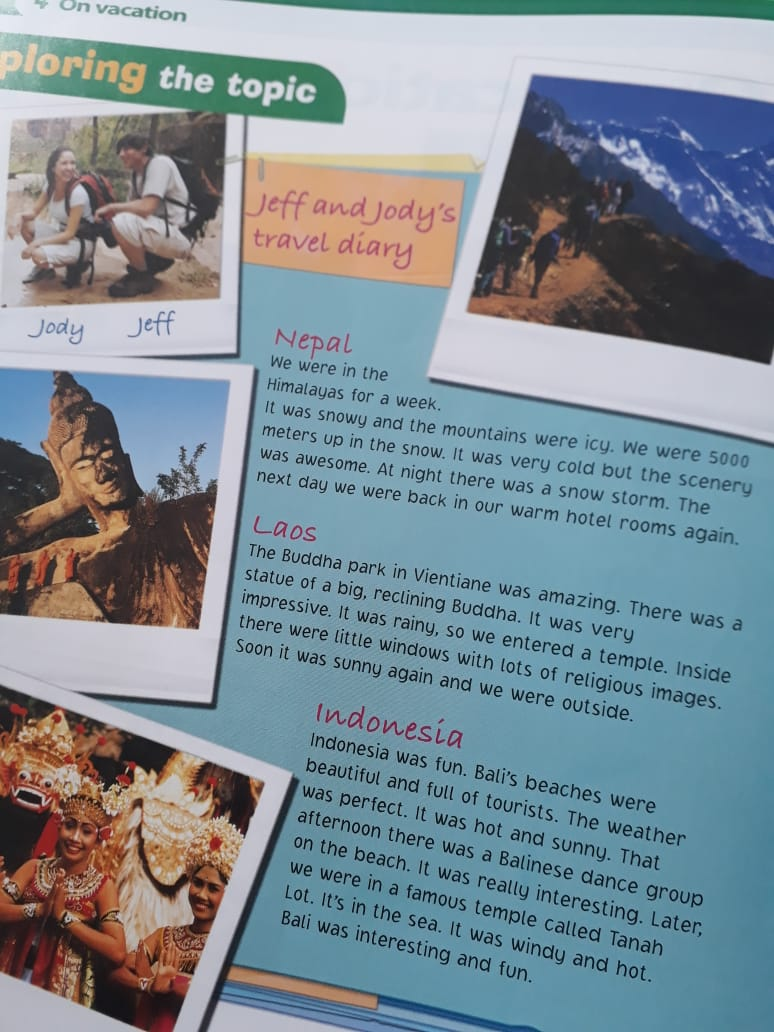 4 On vacation
ploring the topic
Jeff and Jody's
travel diary
Jody Jeff
Nepal
We were in the
Himalayas for a week.
It was snowy and the mountains were icy. We were 5000
meters up in the snow. It was very cold but the scenery
was awesome. At night there was a snow storm. The
next day we were back in our warm hotel rooms again.
Laos
The Buddha park in Vientiane was amazing. There was a
statue of a big, reclining Buddha. It was very
impressive. It was rainy, so we entered a temple. Inside
there were little windows with lots of religious images.
Soon it was sunny again and we were outside.
Indonesia
Indonesia was fun. Bali's beaches were
beautiful and full of tourists. The weather
was perfect. It was hot and sunny. That
afternoon there was a Balinese dance group
on the beach. It was really interesting. Later,
we were in a famous temple called Tanah
Lot. It's in the sea. It was windy and hot.
Bali was interesting and fun.